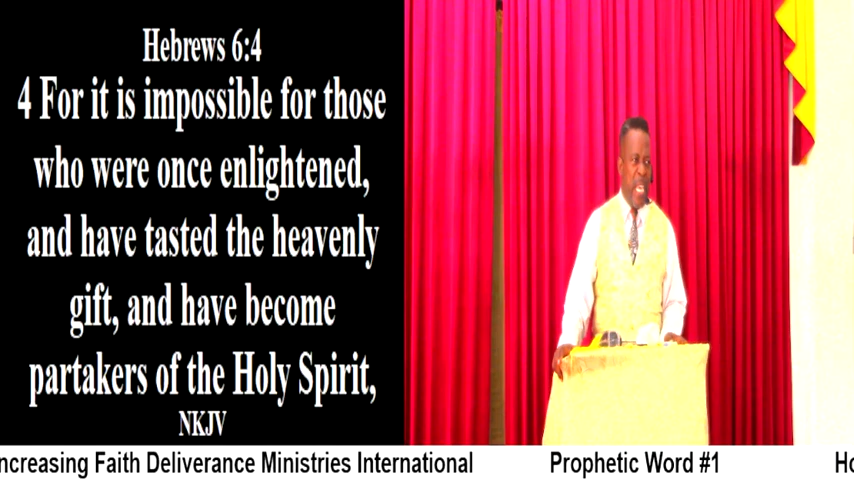 Hebrews 6:4
4 For it is impossible for those
who were once enlightened,
and have tasted the heavenly
gift, and have become
partakers of the Holy Spirit,
NKJV
ncreasing Faith Deliverance Ministries International Prophetic Word #1 Ho